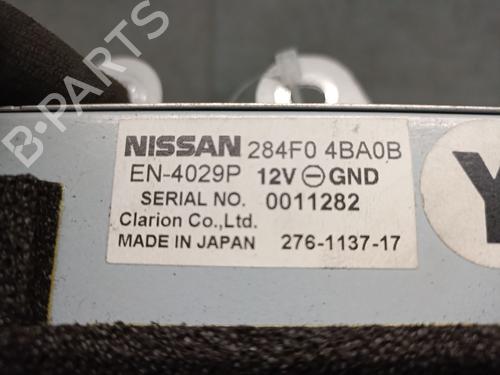 NISSAN 284F0 4BA0B
EN-4029P 12V ⊖ GND
SERIAL NO. 0011282
Clarion Co.,Ltd.
MADE IN JAPAN 276-1137-17
Y
B-PARTS